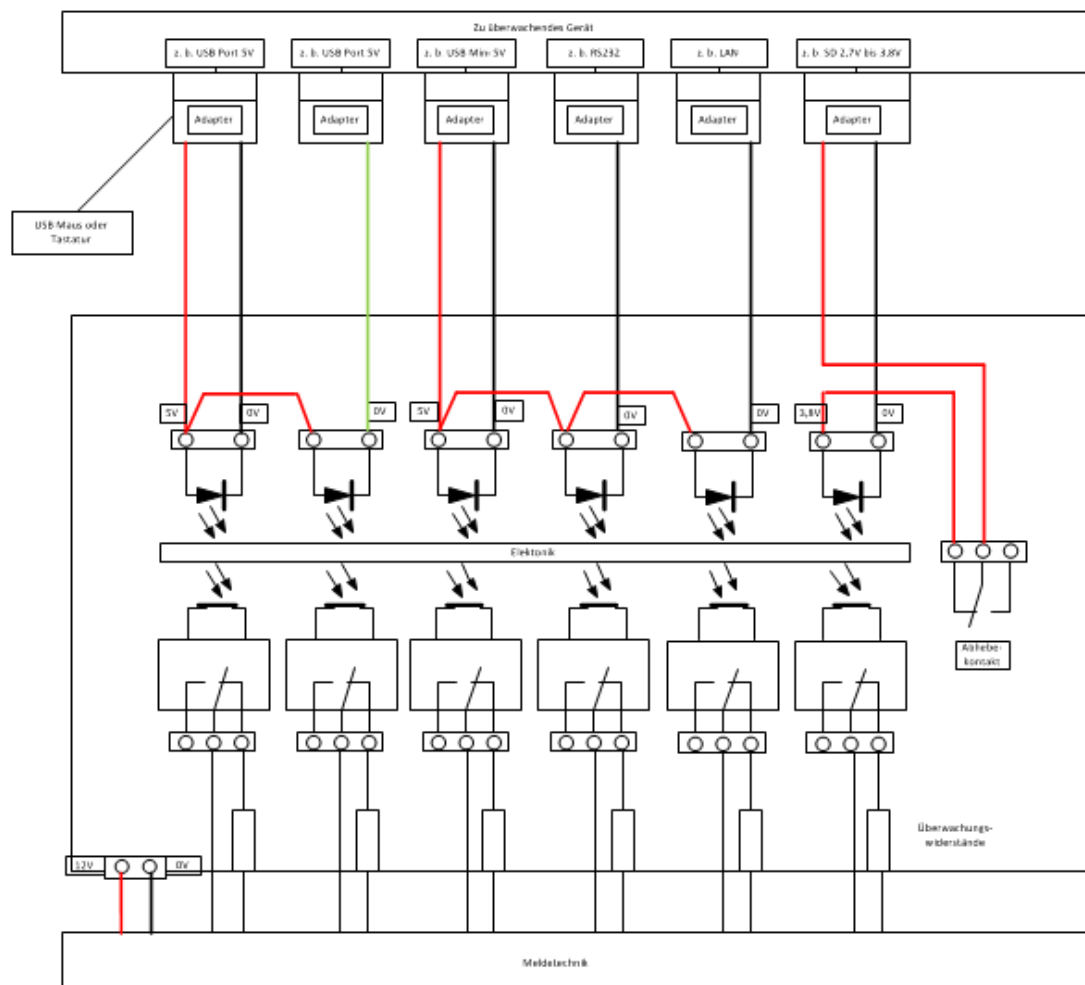 Zu überwachendes Gerät
z. b. USB Port 5V
z. b. USB Port 5V
z. b. USB Mini 5V
z. b. RS232
z. b. LAN
z. b. SD 2,7V bis 3,8V
Adapter
Adapter
Adapter
Adapter
Adapter
Adapter
USB Maus oder
Tastatur
5V
0V
0V
5V
0V
0V
0V
3,8V
0V
Elektonik
Abhebe-
kontakt
Überwachungs-
widerstände
12V
0V
Meldetechnik